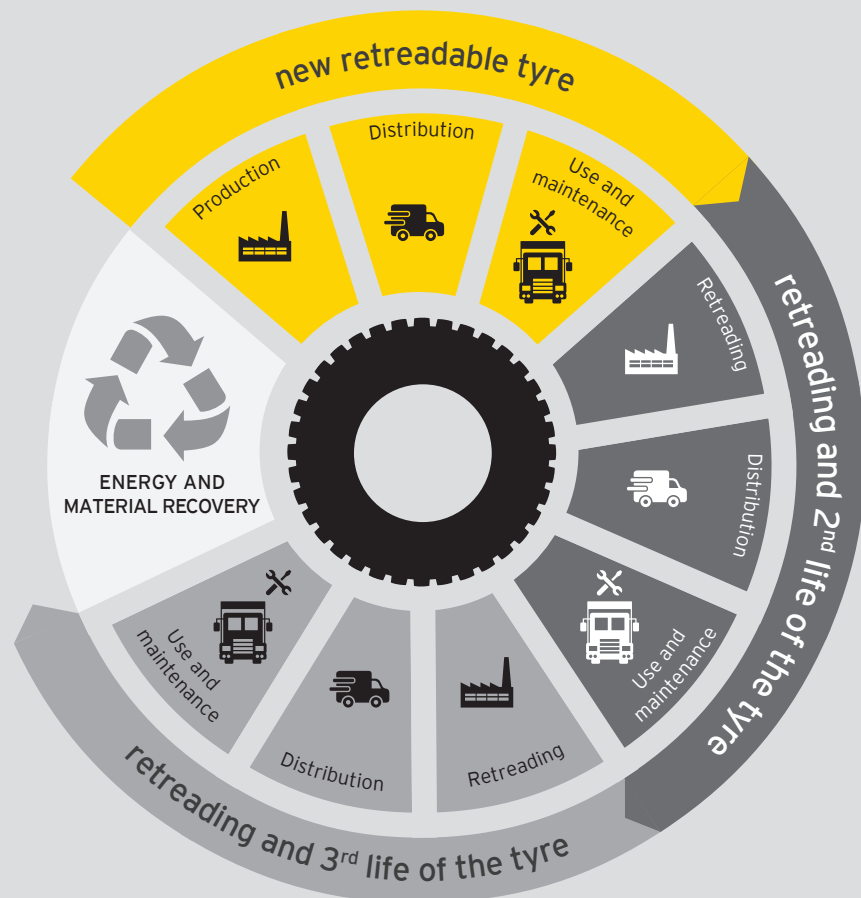 new retreadable tyre
Production
Distribution
Use and
maintenance
retreading and 2nd life of the tyre
Retreading
Distribution
Use and
maintenance
retreading and 3rd life of the tyre
Retreading
Distribution
Use and
maintenance
ENERGY AND
MATERIAL RECOVERY